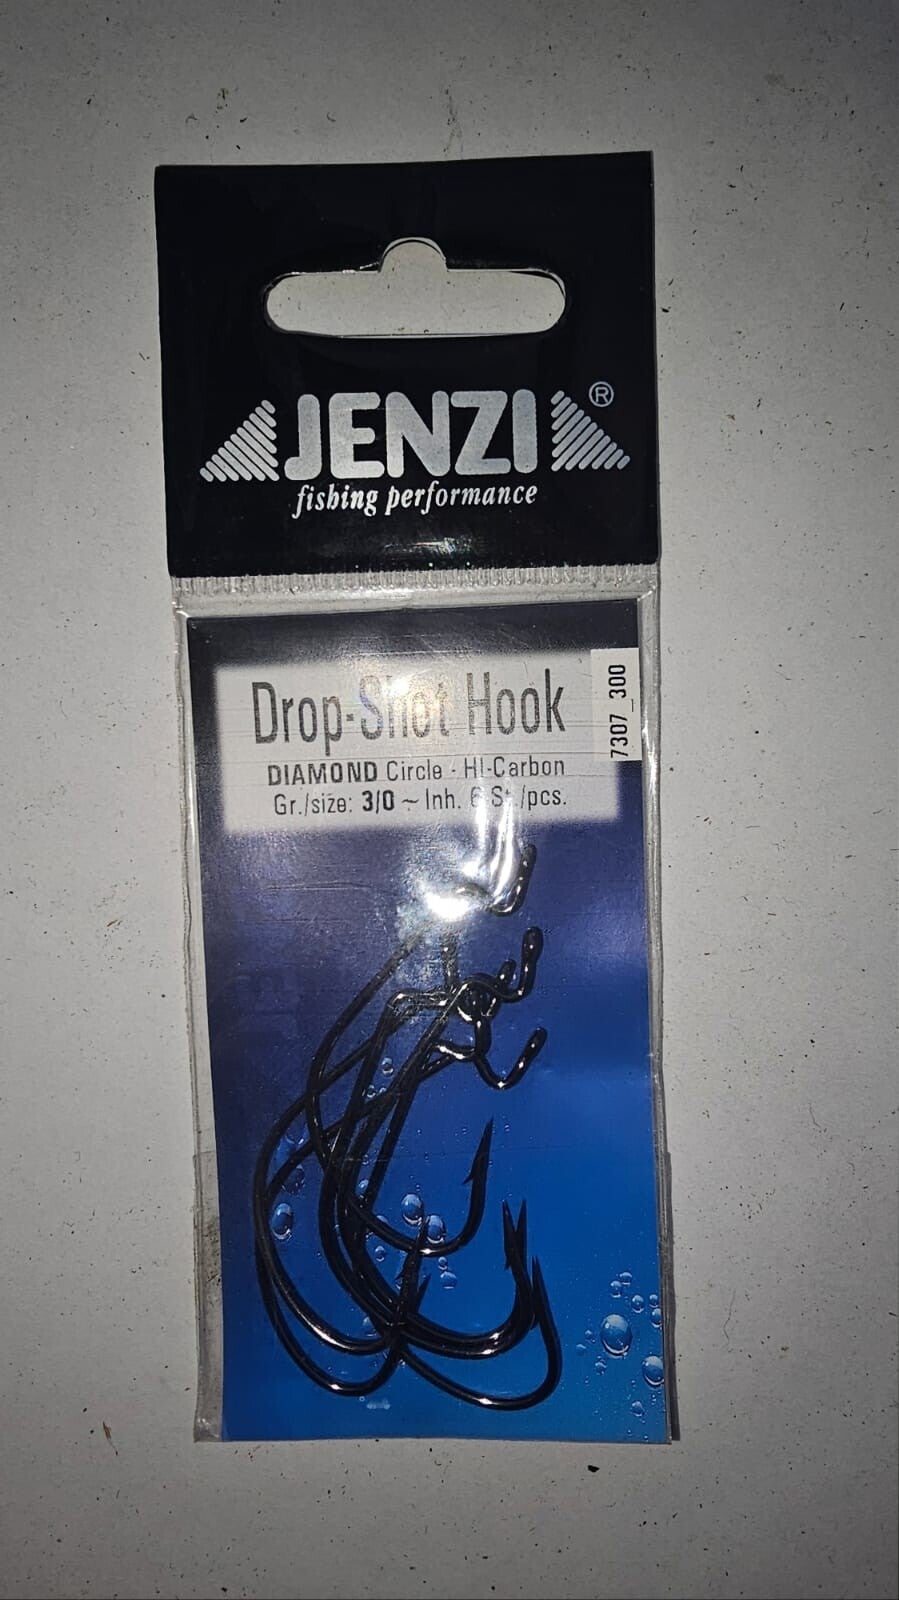 JENZI®
fishing performance
Drop-Shot Hook
7307_300
DIAMOND Circle - HI-Carbon
Gr./size: 3/0 ~ Inh. 6 St./pcs.